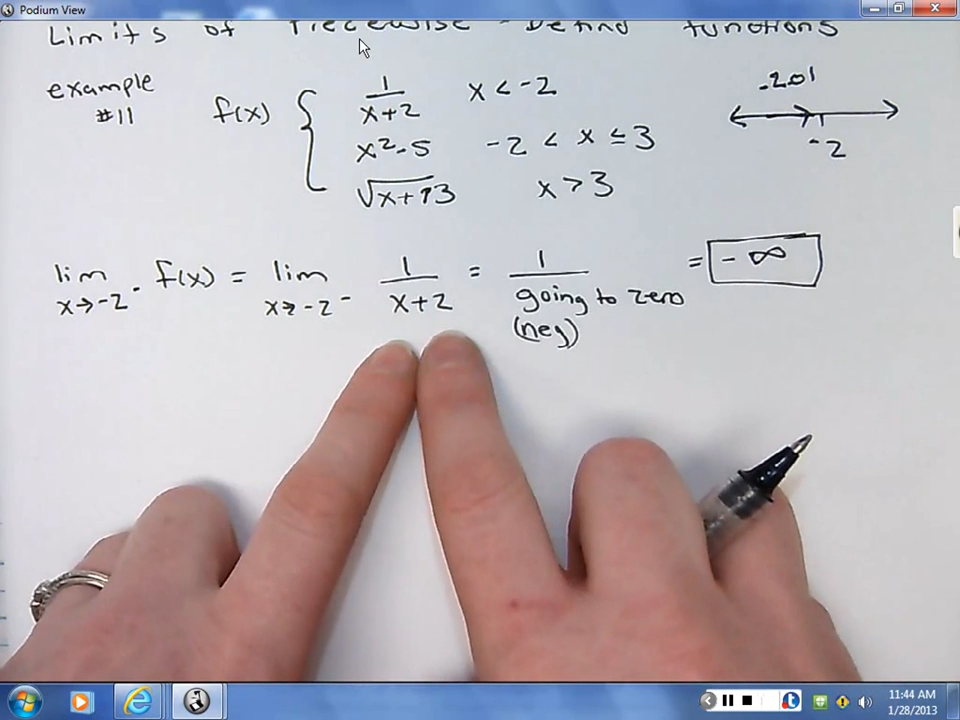 Podium View
Limits of Piecewise - Define functions
example
#11
f(x) {
1/(x+2) x < -2
x² - 5 -2 < x ≤ 3
√x+13 x > 3
-2.01
-2
lim x→-2⁻ f(x) = lim x→-2⁻ 1/(x+2) = 1/going to zero (neg) = -∞
11:44 AM
1/28/2013